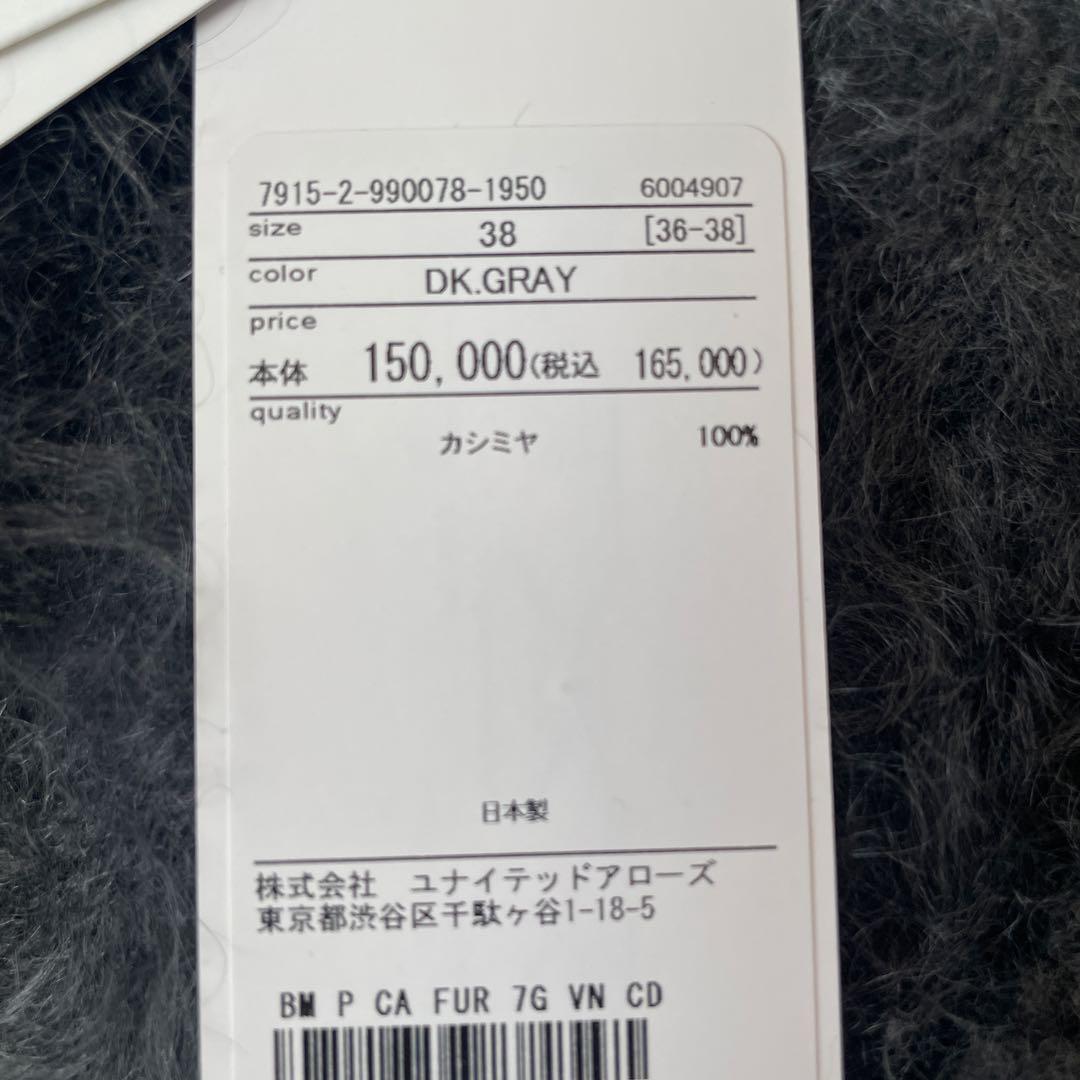 7915-2-990078-1950 6004907
size 38 [36-38]
color DK.GRAY
price
本体 150,000(税込 165,000)
quality
カシミヤ 100%
日本製
株式会社 ユナイテッドアローズ
東京都渋谷区千駄ヶ谷1-18-5
BM P CA FUR 7G VN CD